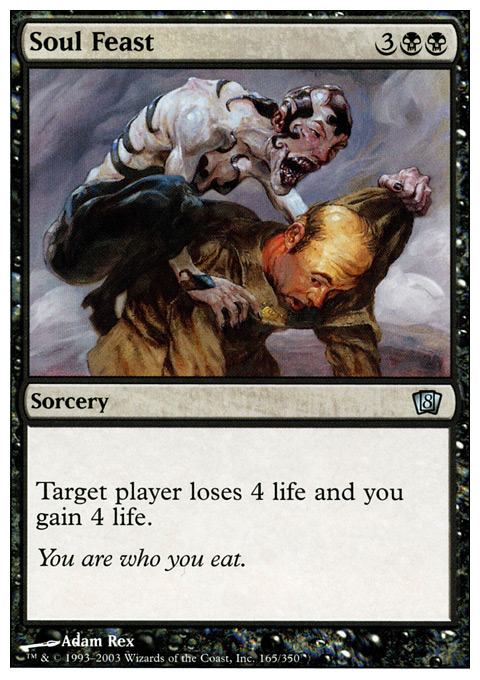 Soul Feast 3
Sorcery 8
Target player loses 4 life and you
gain 4 life.
You are who you eat.
Adam Rex
™ & © 1993–2003 Wizards of the Coast, Inc. 165/350